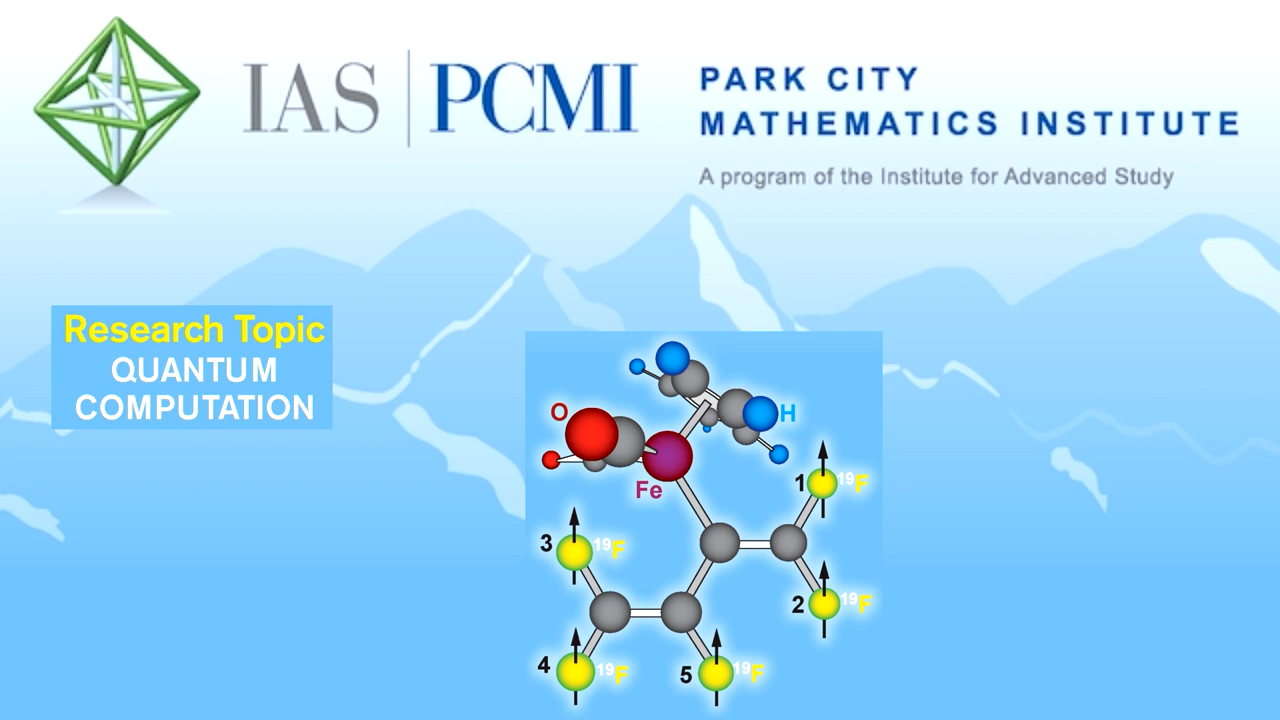 IAS | PCMI
PARK CITY
MATHEMATICS INSTITUTE
A program of the Institute for Advanced Study
Research Topic
QUANTUM
COMPUTATION
O
H
Fe
1 19F
3 19F
2 19F
4 19F
5 19F